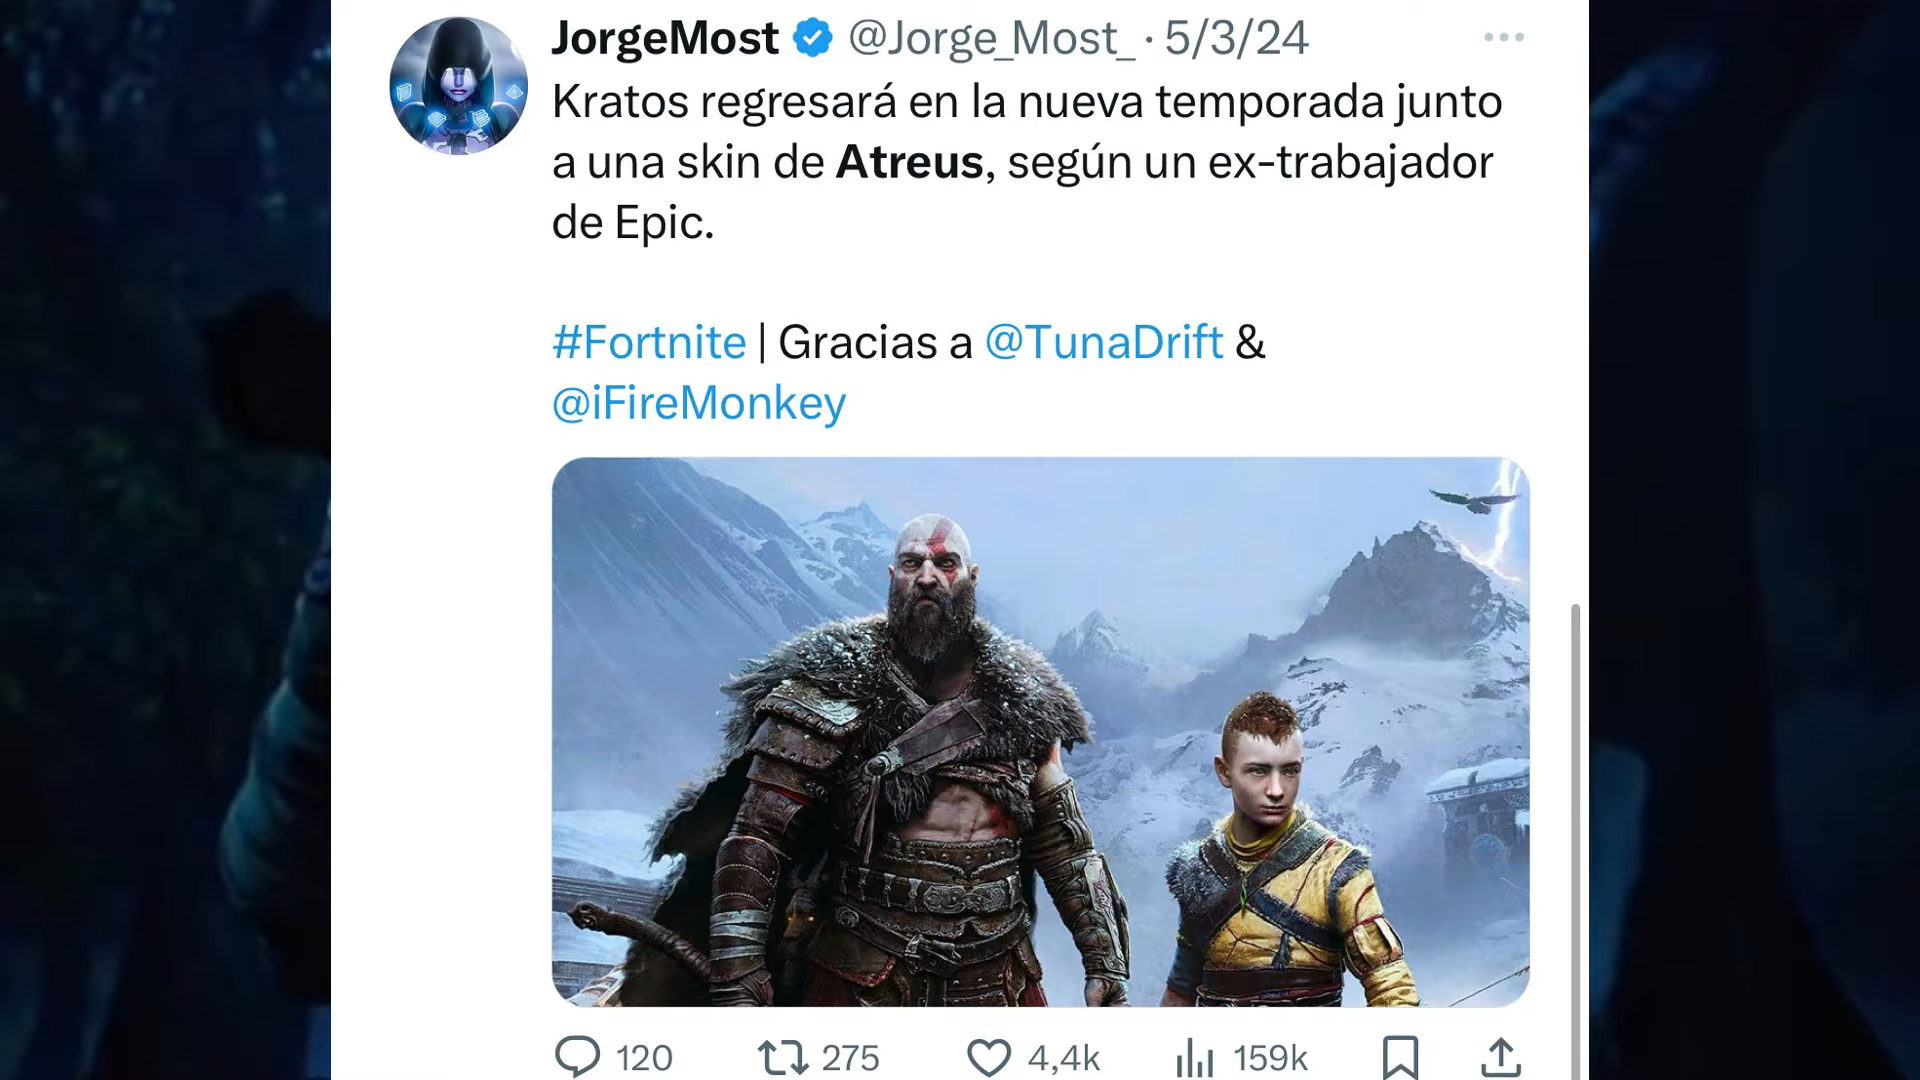 JorgeMost @Jorge_Most_ · 5/3/24
Kratos regresará en la nueva temporada junto
a una skin de Atreus, según un ex-trabajador
de Epic.
#Fortnite | Gracias a @TunaDrift &
@iFireMonkey
120 275 4,4k 159k